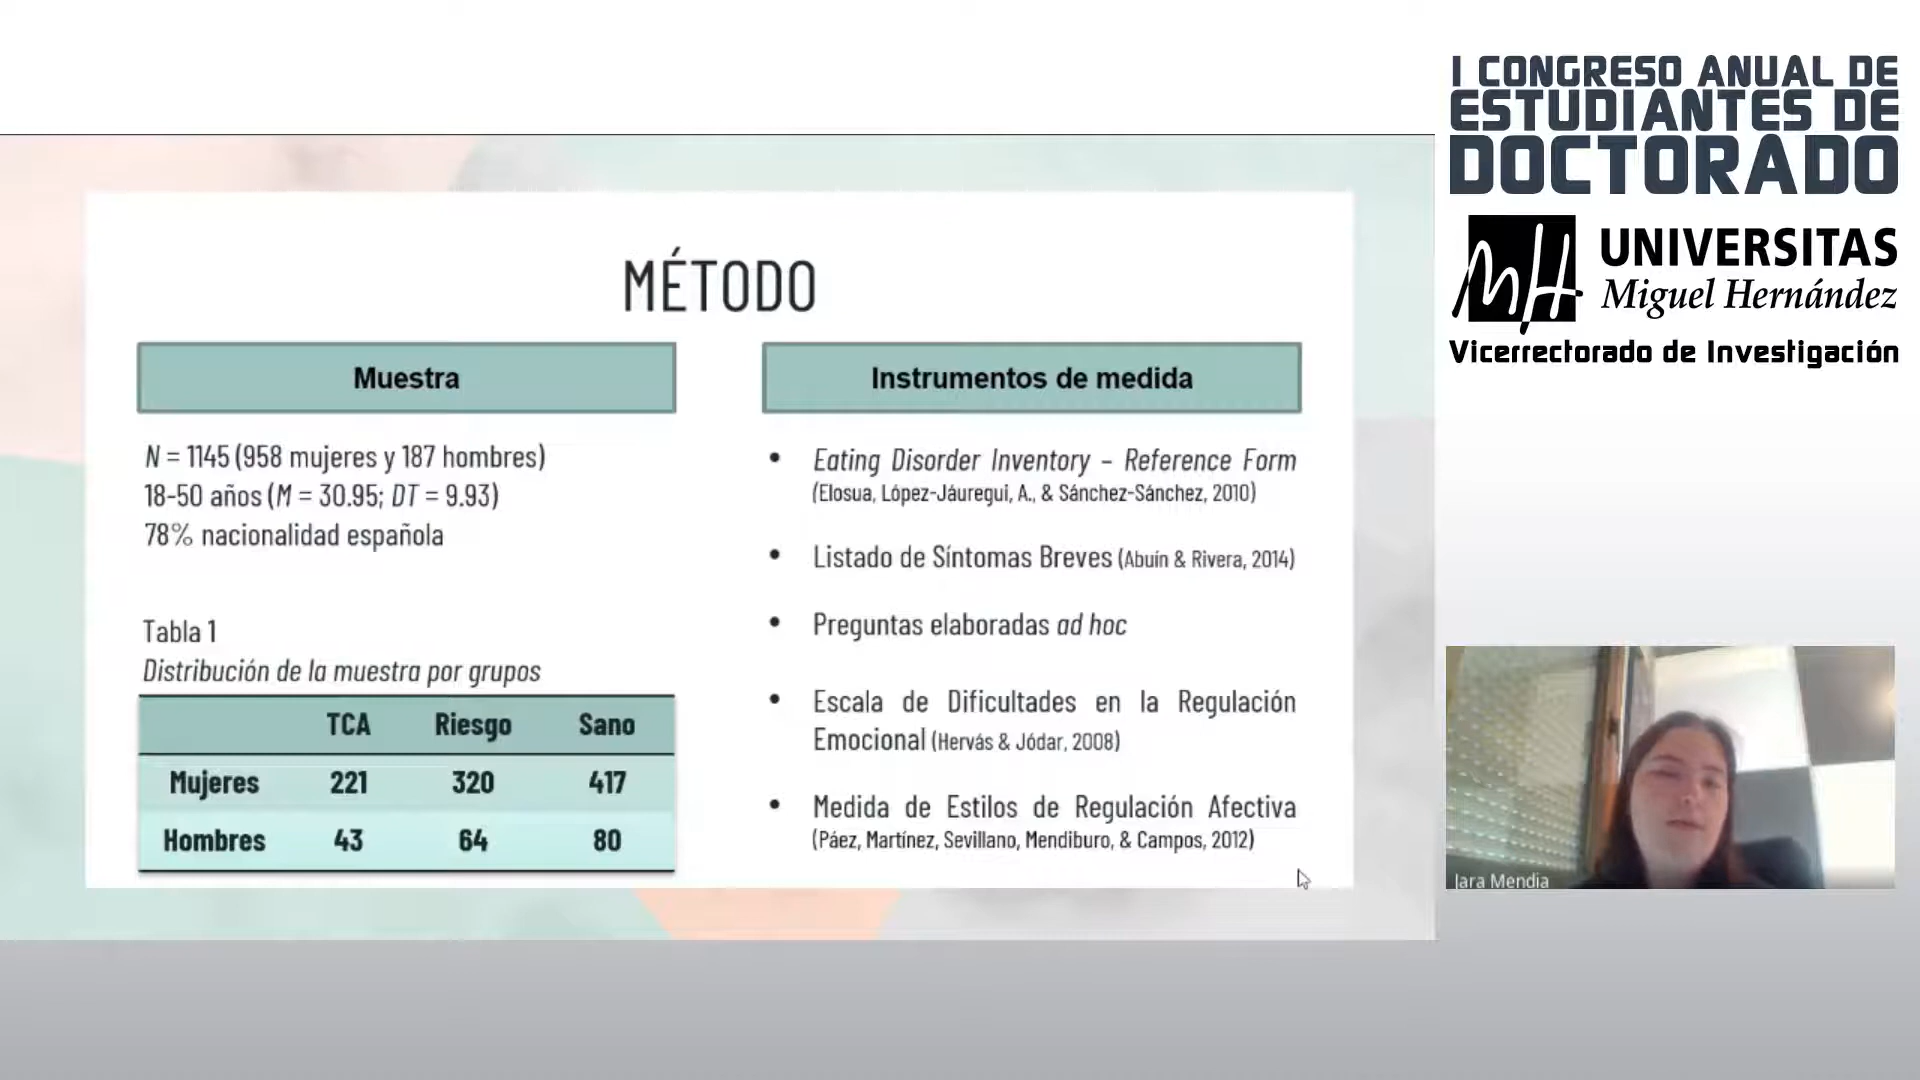 I CONGRESO ANUAL DE
ESTUDIANTES DE
DOCTORADO
UNIVERSITAS
Miguel Hernández
Vicerrectorado de Investigación
MÉTODO
Muestra
N = 1145 (958 mujeres y 187 hombres)
18-50 años (M = 30.95; DT = 9.93)
78% nacionalidad española
Tabla 1
Distribución de la muestra por grupos
TCA Riesgo Sano
Mujeres 221 320 417
Hombres 43 64 80
Instrumentos de medida
• Eating Disorder Inventory – Reference Form
(Elosua, López-Jáuregui, A., & Sánchez-Sánchez, 2010)
• Listado de Síntomas Breves (Abuín & Rivera, 2014)
• Preguntas elaboradas ad hoc
• Escala de Dificultades en la Regulación
Emocional (Hervás & Jódar, 2008)
• Medida de Estilos de Regulación Afectiva
(Páez, Martínez, Sevillano, Mendiburo, & Campos, 2012)
Iara Mendia